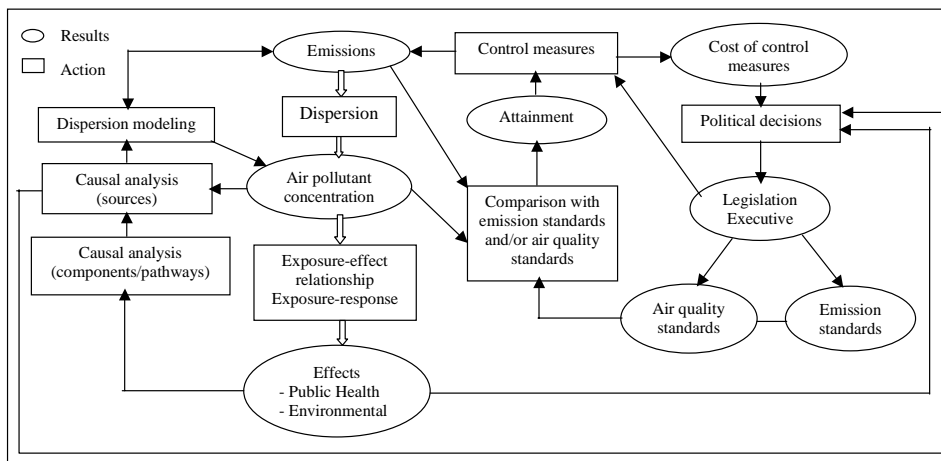 Results
Action
Emissions
Control measures
Cost of control
measures
Dispersion
Attainment
Political decisions
Dispersion modeling
Causal analysis
(sources)
Air pollutant
concentration
Comparison with
emission standards
and/or air quality
standards
Legislation
Executive
Causal analysis
(components/pathways)
Exposure-effect
relationship
Exposure-response
Air quality
standards
Emission
standards
Effects
- Public Health
- Environmental